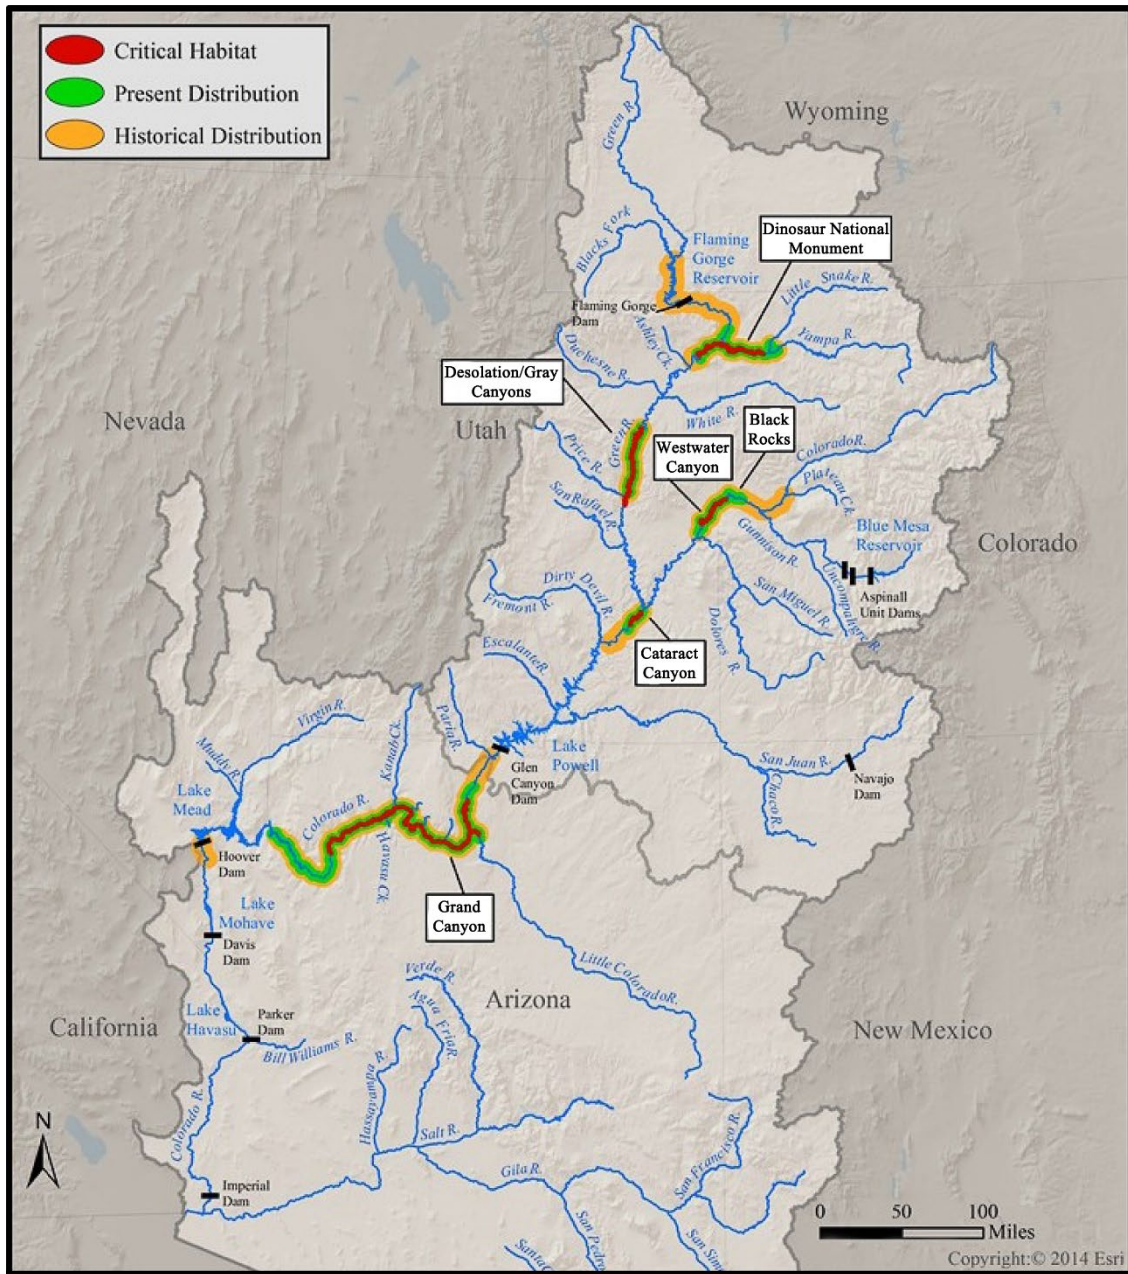 Critical Habitat
Present Distribution
Historical Distribution
Wyoming
Green R.
Blacks Fork
Flaming
Gorge
Reservoir
Dinosaur National
Monument
Little Snake R.
Flaming Gorge
Dam
Ashley Ck.
Yampa R.
Duchesne R.
Desolation/Gray
Canyons
White R.
Nevada
Utah
Green R.
Price R.
Black
Rocks
Westwater
Canyon
Colorado R.
Plateau Ck.
San Rafael R.
Gunnison R.
Blue Mesa
Reservoir
Colorado
Aspinall
Unit Dams
Uncompahgre R.
Dirty Devil R.
Fremont R.
San Miguel R.
Dolores R.
Escalante R.
Cataract
Canyon
Paria R.
Kanab Ck.
Virgin R.
Muddy R.
Lake
Powell
Glen
Canyon
Dam
San Juan R.
Navajo
Dam
Chaco R.
Lake
Mead
Colorado R.
Havasu Ck.
Hoover
Dam
Grand
Canyon
Lake
Mohave
Davis
Dam
Little Colorado R.
Verde R.
Agua Fria R.
Arizona
California
Lake
Havasu
Parker
Dam
Bill Williams R.
New Mexico
Hassayampa R.
Colorado R.
Salt R.
San Francisco R.
N
Gila R.
Imperial
Dam
San Pedro
San Sim
Santa
0 50 100
Miles
Copyright:© 2014 Esri